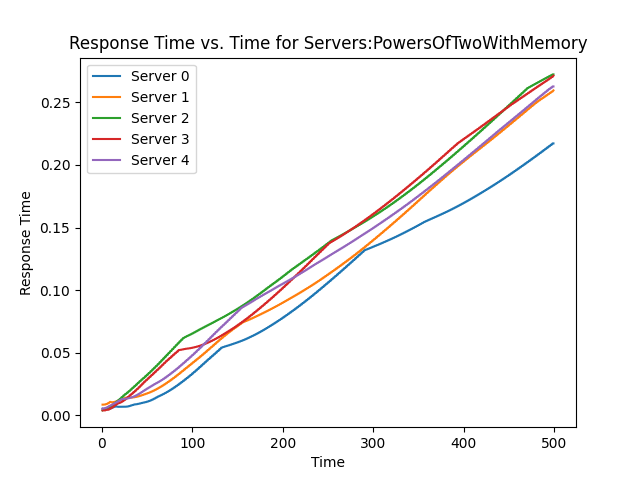 Response Time vs. Time for Servers:PowersOfTwoWithMemory
Server 0
Server 1
Server 2
Server 3
Server 4
0.25
0.20
0.15
0.10
0.05
0.00
Response Time
0 100 200 300 400 500
Time